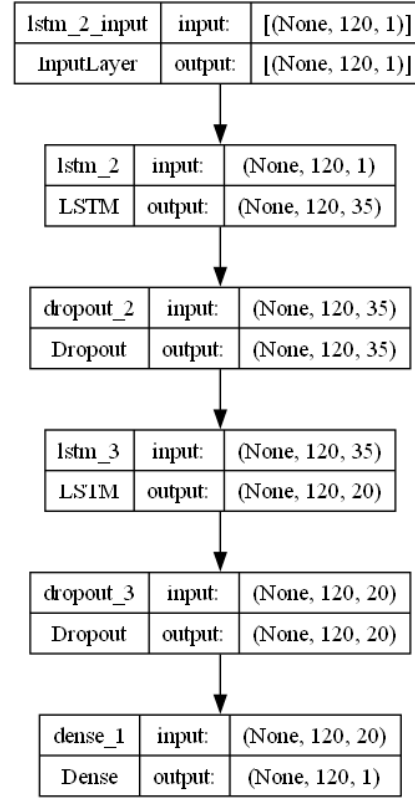 lstm_2_input input: [(None, 120, 1)]
InputLayer output: [(None, 120, 1)]
lstm_2 input: (None, 120, 1)
LSTM output: (None, 120, 35)
dropout_2 input: (None, 120, 35)
Dropout output: (None, 120, 35)
lstm_3 input: (None, 120, 35)
LSTM output: (None, 120, 20)
dropout_3 input: (None, 120, 20)
Dropout output: (None, 120, 20)
dense_1 input: (None, 120, 20)
Dense output: (None, 120, 1)